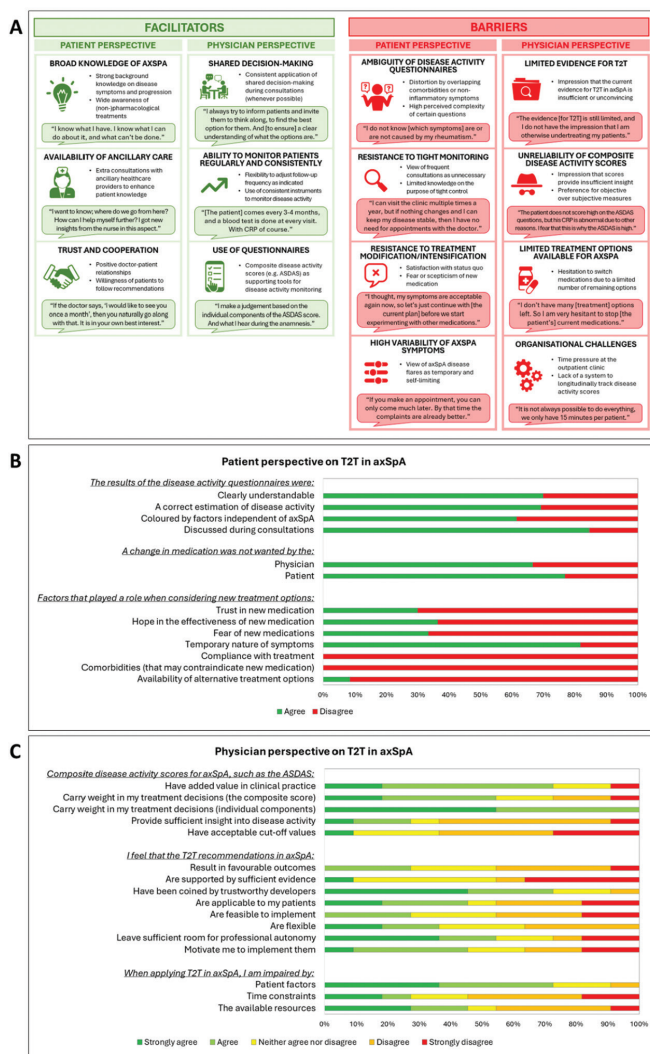 A
FACILITATORS
PATIENT PERSPECTIVE
PHYSICIAN PERSPECTIVE
BROAD KNOWLEDGE OF AXSPA
• Strong background
knowledge on disease
symptoms and progression
• Wide awareness of
non-pharmacological
treatments
"I know what I have. I know what I can
do about it, and what can't be done."
SHARED DECISION-MAKING
• Consistent application of
shared decision-making
during consultations
(whenever possible)
"I always try to inform patients and invite
them to think along, to find the best
option for them. And [to ensure] a clear
understanding of what the options are."
AVAILABILITY OF ANCILLARY CARE
• Extra consultations with
ancillary healthcare
providers to enhance
patient knowledge
"I want to know; where do we go from here?
How can I help myself further? I got new
insights from the nurse in this aspect."
ABILITY TO MONITOR PATIENTS
REGULARLY AND CONSISTENTLY
• Flexibility to adjust follow-up
frequency as indicated
• Use of consistent instruments
to monitor disease activity
"[The patient] comes every 3-4 months,
and a blood test is done at every visit.
With CRP of course."
TRUST AND COOPERATION
• Positive doctor-patient
relationships
• Willingness of patients to
follow recommendations
"If the doctor says, 'I would like to see you
once a month', then you naturally go along
with that. It is in your own best interest."
USE OF QUESTIONNAIRES
• Composite disease activity
scores (e.g. ASDAS) as
supporting tools for
disease activity monitoring
"I make a judgement based on the
individual components of the ASDAS score.
And what I hear during the anamnesis."
BARRIERS
PATIENT PERSPECTIVE
PHYSICIAN PERSPECTIVE
AMBIGUITY OF DISEASE ACTIVITY
QUESTIONNAIRES
• Distortion by overlapping
comorbidities or non-
inflammatory symptoms
• High perceived complexity of
certain questions
"I do not know [which symptoms] are or
are not caused by my rheumatism."
LIMITED EVIDENCE FOR T2T
• Impression that the current
evidence for T2T is
insufficient or unconvincing
"The evidence [for T2T] is still limited, and
I do not have the impression that I am
otherwise undertreating my patients."
RESISTANCE TO TIGHT MONITORING
• View of frequent
consultations as unnecessary
• Limited knowledge on the
purpose of tight control
"I can visit the clinic multiple times a
year, but if nothing changes and I can
keep my disease stable, then I have no
need for appointments with the doctor."
UNRELIABILITY OF COMPOSITE
DISEASE ACTIVITY SCORES
• Impression that scores
provide insufficient insight
• Preference for objective
over subjective measures
"The patient does not score high on the ASDAS
questions, but his CRP is abnormal due to other
reasons. I fear that this is why the ASDAS is high."
RESISTANCE TO TREATMENT
MODIFICATION/INTENSIFICATION
• Satisfaction with status quo
• Fear or scepticism of new
medication
"I thought, my symptoms are acceptable
again now, so let's just continue with [the
current plan] before we start
experimenting with other medications."
LIMITED TREATMENT OPTIONS
AVAILABLE FOR AXSPA
• Hesitation to switch
medications due to a limited
number of remaining options
"I don't have many [treatment] options
left. So I am very hesitant to stop [the
patient's] current medications."
HIGH VARIABILITY OF AXSPA
SYMPTOMS
• View of axSpA disease
flares as temporary and
self-limiting
"If you make an appointment, you can
only come much later. By that time the
complaints are already better."
ORGANISATIONAL CHALLENGES
• Time pressure at the
outpatient clinic
• Lack of a system to
longitudinally track disease
activity scores
"It is not always possible to do everything,
we only have 15 minutes per patient."
B
Patient perspective on T2T in axSpA
The results of the disease activity questionnaires were:
Clearly understandable
A correct estimation of disease activity
Coloured by factors independent of axSpA
Discussed during consultations
A change in medication was not wanted by the:
Physician
Patient
Factors that played a role when considering new treatment options:
Trust in new medication
Hope in the effectiveness of new medication
Fear of new medications
Temporary nature of symptoms
Compliance with treatment
Comorbidities (that may contraindicate new medication)
Availability of alternative treatment options
0% 10% 20% 30% 40% 50% 60% 70% 80% 90% 100%
Agree Disagree
C
Physician perspective on T2T in axSpA
Composite disease activity scores for axSpA, such as the ASDAS:
Have added value in clinical practice
Carry weight in my treatment decisions (the composite score)
Carry weight in my treatment decisions (individual components)
Provide sufficient insight into disease activity
Have acceptable cut-off values
I feel that the T2T recommendations in axSpA:
Result in favourable outcomes
Are supported by sufficient evidence
Have been coined by trustworthy developers
Are applicable to my patients
Are feasible to implement
Are flexible
Leave sufficient room for professional autonomy
Motivate me to implement them
When applying T2T in axSpA, I am impaired by:
Patient factors
Time constraints
The available resources
0% 10% 20% 30% 40% 50% 60% 70% 80% 90% 100%
Strongly agree Agree Neither agree nor disagree Disagree Strongly disagree